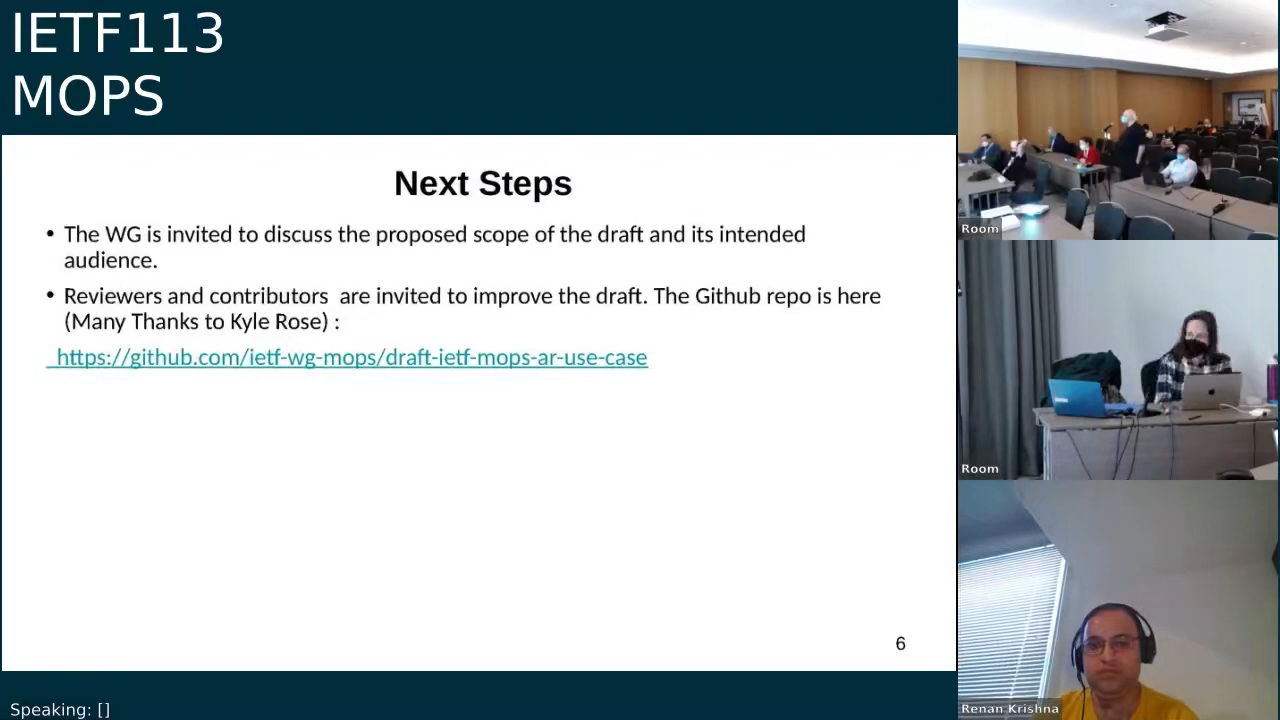 IETF113
MOPS
Next Steps
• The WG is invited to discuss the proposed scope of the draft and its intended
audience.
• Reviewers and contributors  are invited to improve the draft. The Github repo is here
(Many Thanks to Kyle Rose) :
https://github.com/ietf-wg-mops/draft-ietf-mops-ar-use-case
6
Speaking: []
Room
Room
Renan Krishna